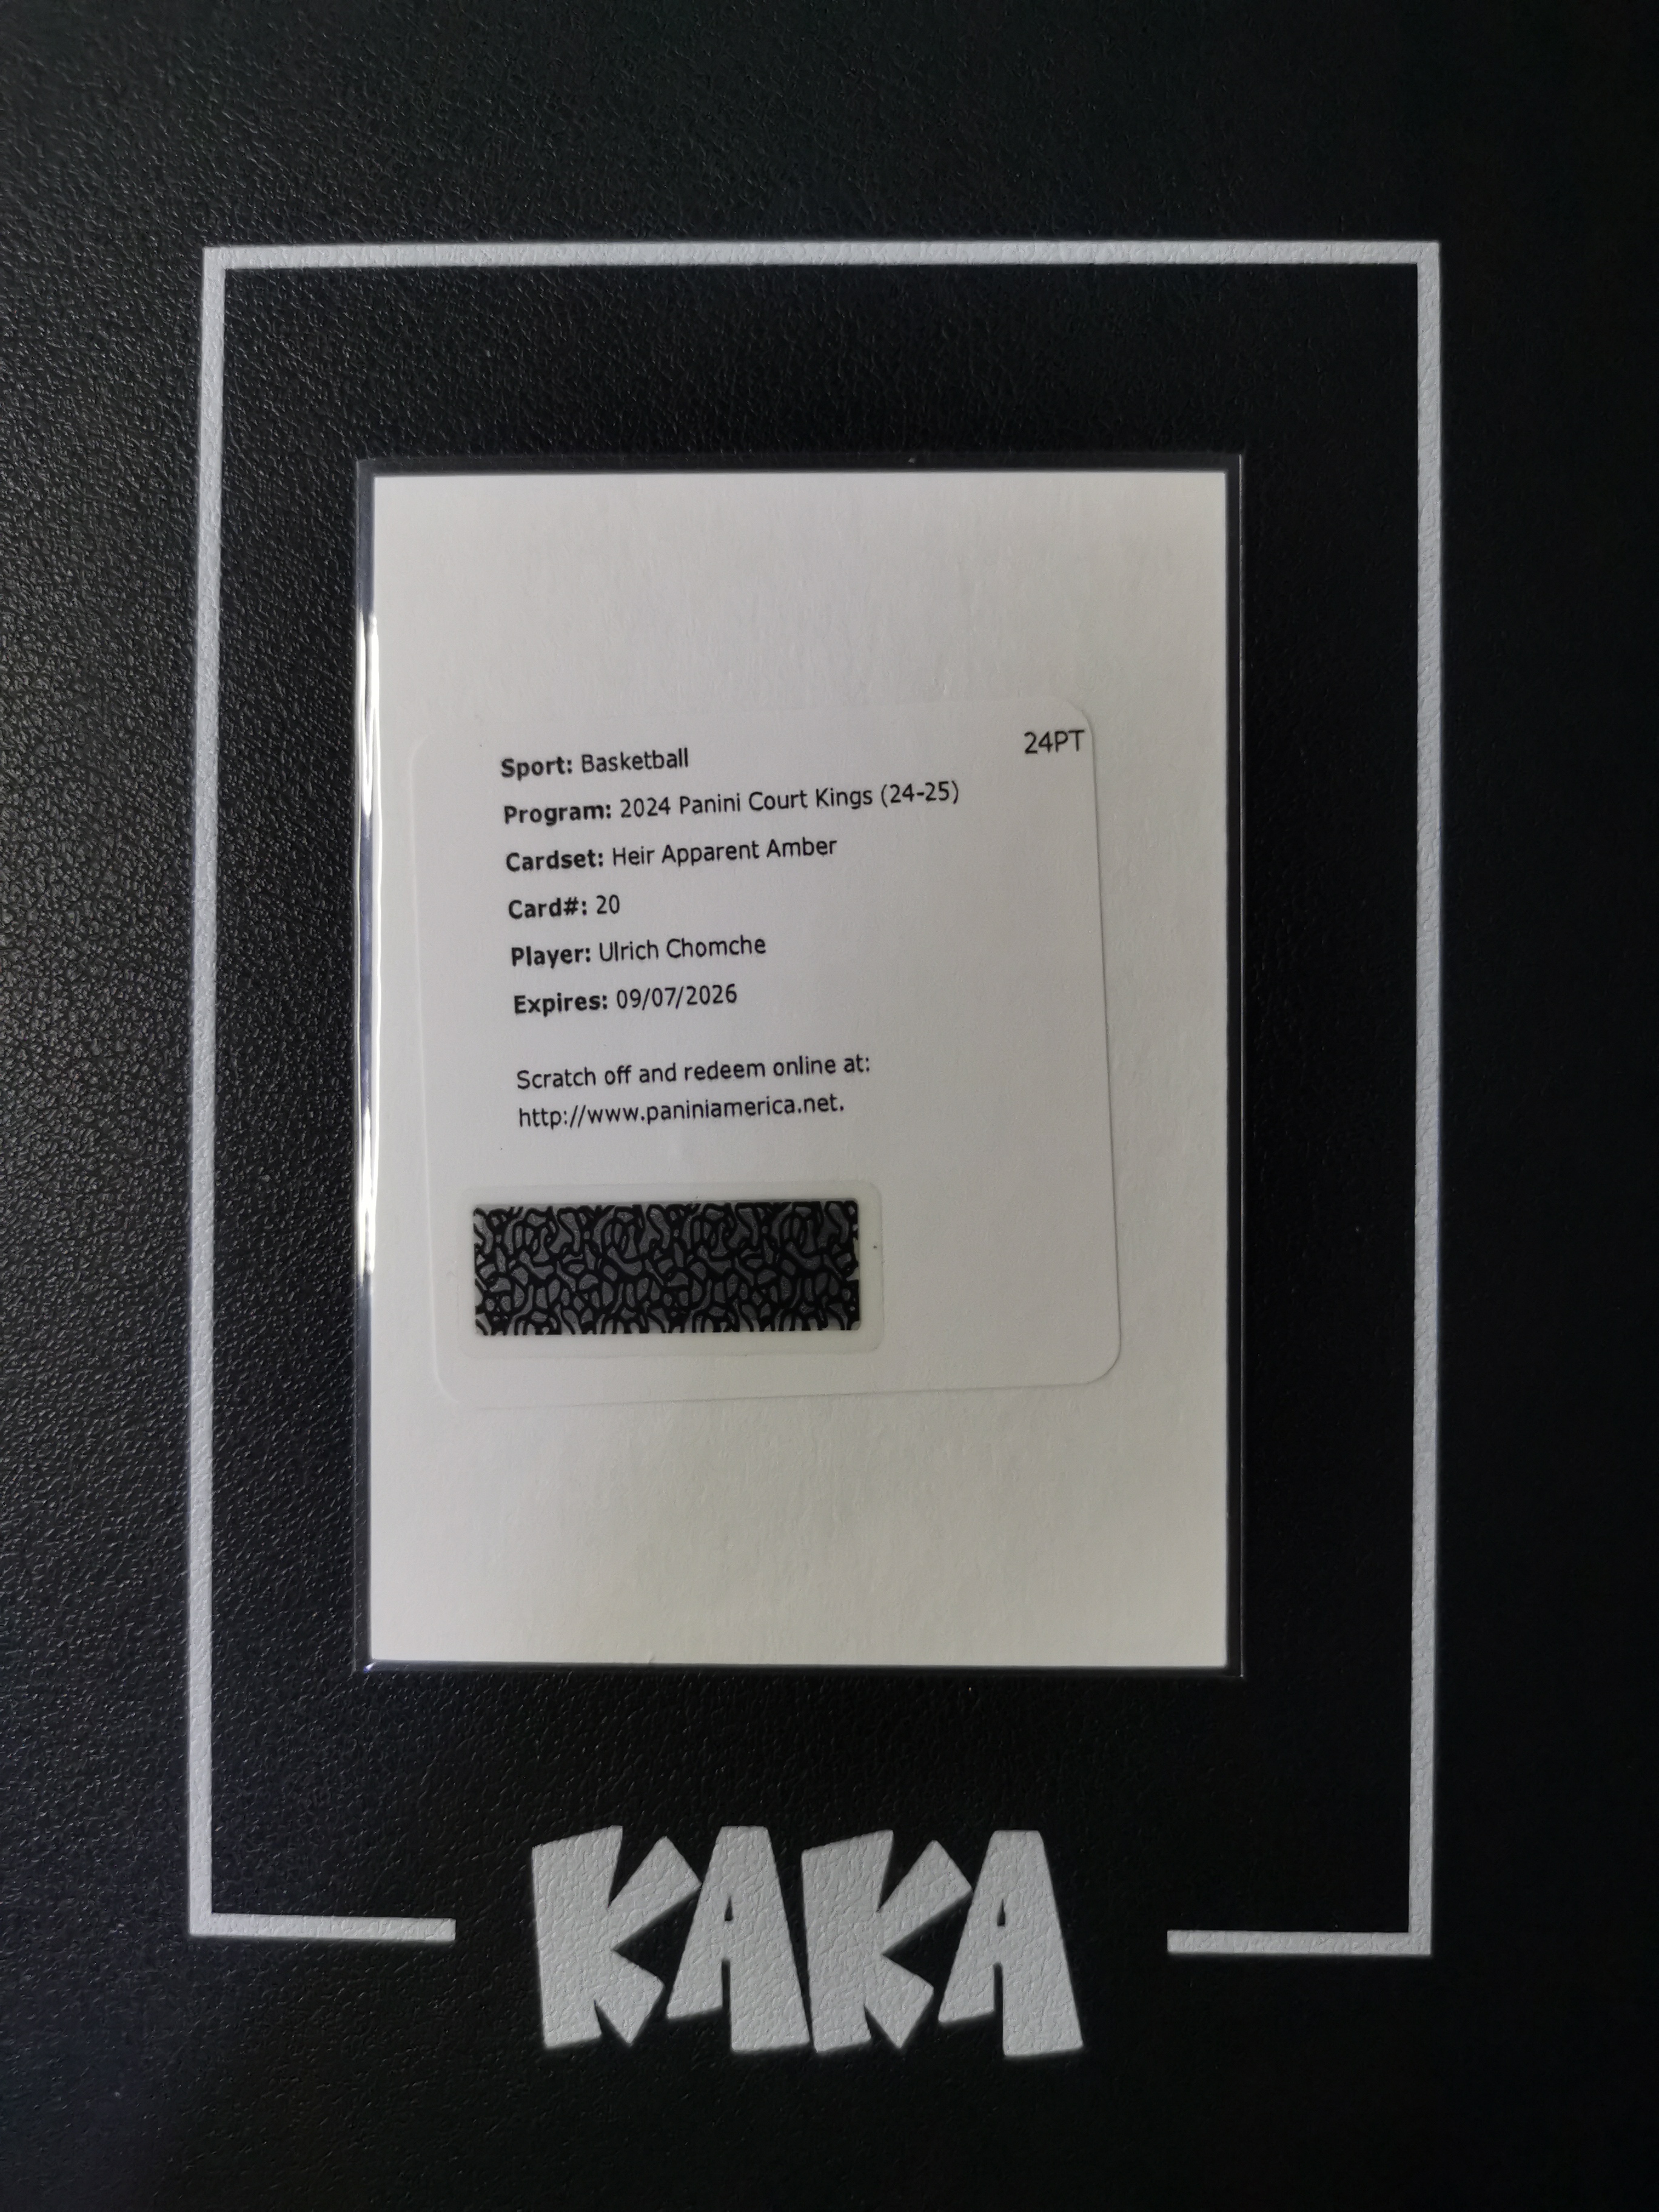 24PT
Sport: Basketball
Program: 2024 Panini Court Kings (24-25)
Cardset: Heir Apparent Amber
Card#: 20
Player: Ulrich Chomche
Expires: 09/07/2026
Scratch off and redeem online at:
http://www.paniniamerica.net.
KAKA